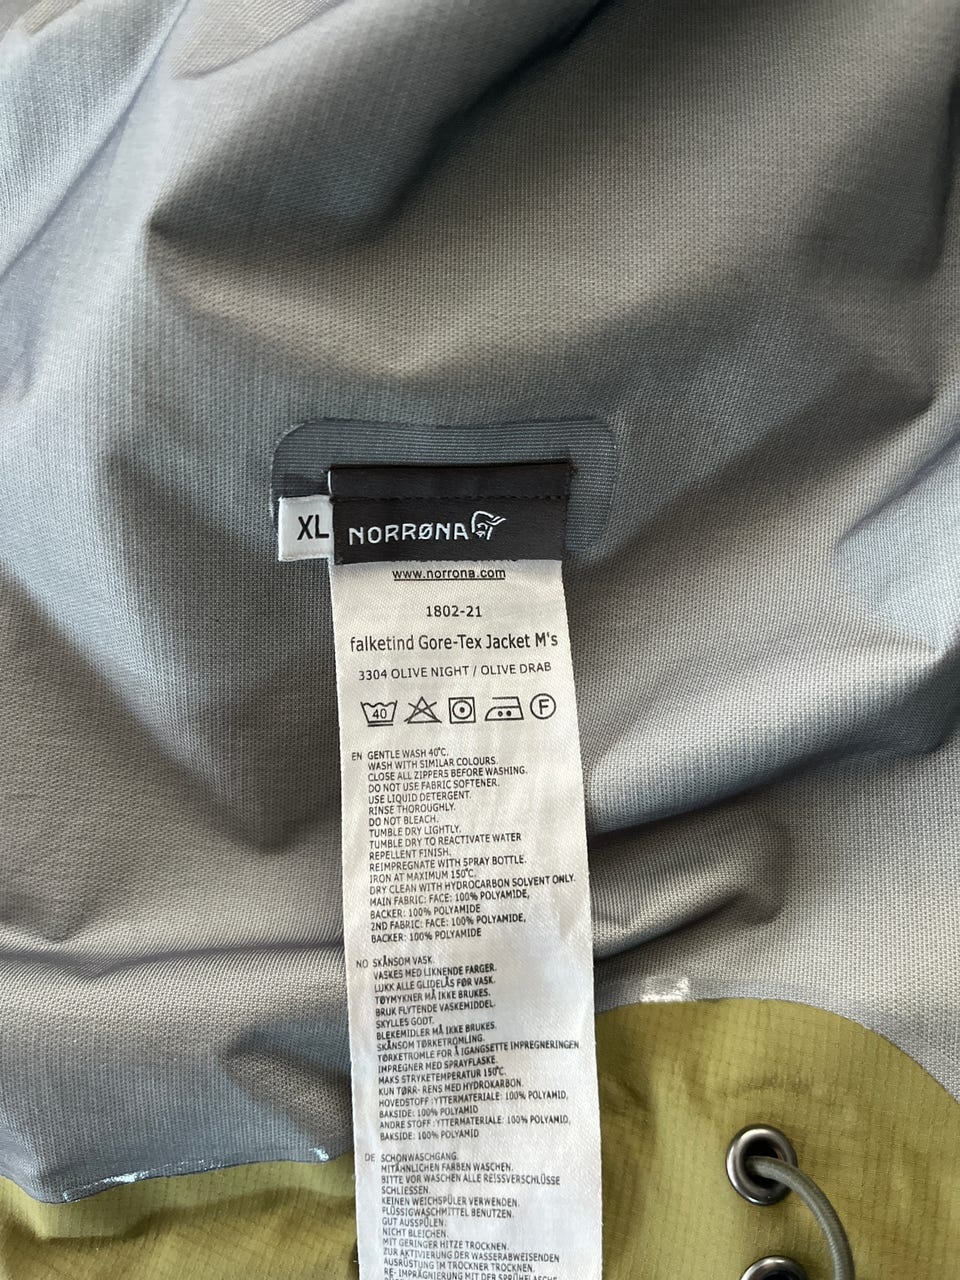 XL
NORRØNA
www.norrona.com
1802-21
falketind Gore-Tex Jacket M's
3304 OLIVE NIGHT / OLIVE DRAB
40
F
EN GENTLE WASH 40°C.
WASH WITH SIMILAR COLOURS.
CLOSE ALL ZIPPERS BEFORE WASHING.
DO NOT USE FABRIC SOFTENER.
USE LIQUID DETERGENT.
RINSE THOROUGHLY.
DO NOT BLEACH.
TUMBLE DRY LIGHTLY.
TUMBLE DRY TO REACTIVATE WATER
REPELLENT FINISH.
REIMPREGNATE WITH SPRAY BOTTLE.
IRON AT MAXIMUM 150°C.
DRY CLEAN WITH HYDROCARBON SOLVENT ONLY.
MAIN FABRIC: FACE: 100% POLYAMIDE,
BACKER: 100% POLYAMIDE
2ND FABRIC: FACE: 100% POLYAMIDE,
BACKER: 100% POLYAMIDE
NO SKÅNSOM VASK.
VASKES MED LIKNENDE FARGER.
LUKK ALLE GLIDELÅS FØR VASK.
TØYMYKNER MÅ IKKE BRUKES.
BRUK FLYTENDE VASKEMIDDEL.
SKYLLES GODT.
BLEKEMIDLER MÅ IKKE BRUKES.
SKÅNSOM TØRKETROMLING.
TØRKETROMLE FOR Å IGANGSETTE IMPREGNERINGEN.
IMPREGNER MED SPRAYFLASKE.
MAKS STRYKETEMPERATUR 150°C.
KUN TØRR- RENS MED HYDROKARBON.
HOVEDSTOFF :YTTERMATERIALE: 100% POLYAMID,
BAKSIDE: 100% POLYAMID
ANDRE STOFF :YTTERMATERIALE: 100% POLYAMID,
BAKSIDE: 100% POLYAMID
DE SCHONWASCHGANG.
MITÄHNLICHEN FARBEN WASCHEN.
BITTE VOR WASCHEN ALLE REISSVERSCHLÜSSE
SCHLIESSEN.
KEINEN WEICHSPÜLER VERWENDEN.
FLÜSSIGWASCHMITTEL BENUTZEN.
GUT AUSSPÜLEN.
NICHT BLEICHEN.
MIT GERINGER HITZE TROCKNEN.
ZUR AKTIVIERUNG DER WASSERABWEISENDEN
AUSRÜSTUNG IM TROCKNER TROCKNEN.
RE- IMPRÄGNIERUNG MIT DER SPRÜHFLASCHE